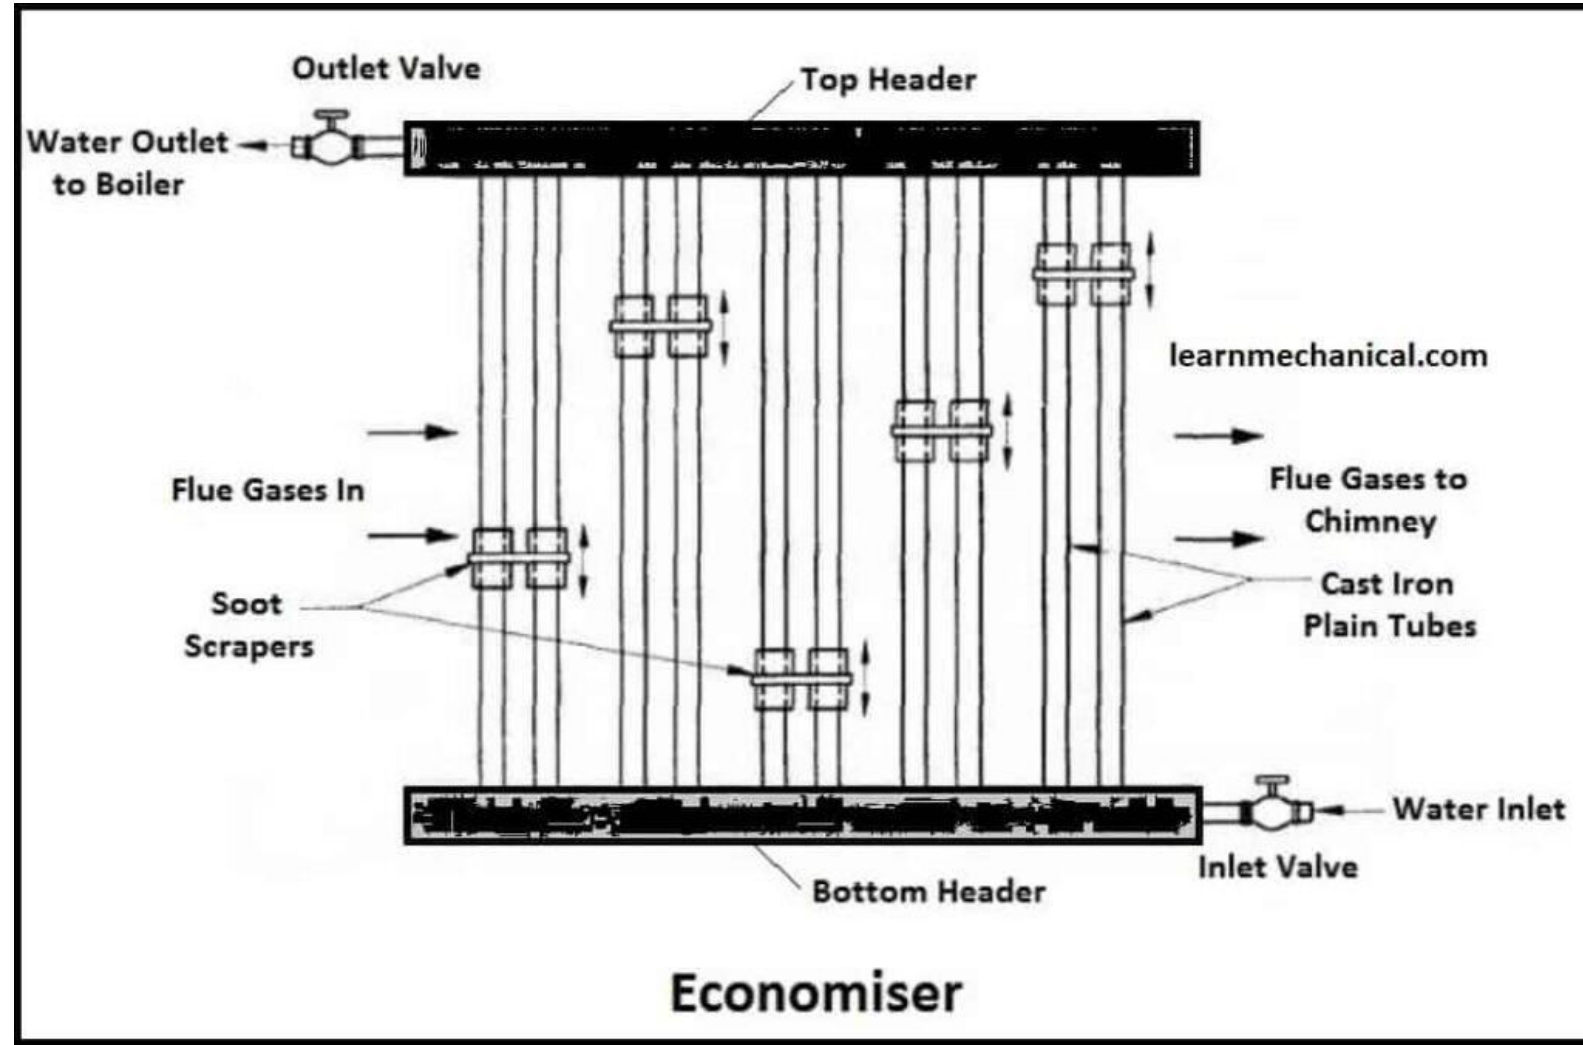 Outlet Valve
Top Header
Water Outlet
to Boiler
learnmechanical.com
Flue Gases In
Flue Gases to
Chimney
Soot
Scrapers
Cast Iron
Plain Tubes
Water Inlet
Inlet Valve
Bottom Header
Economiser